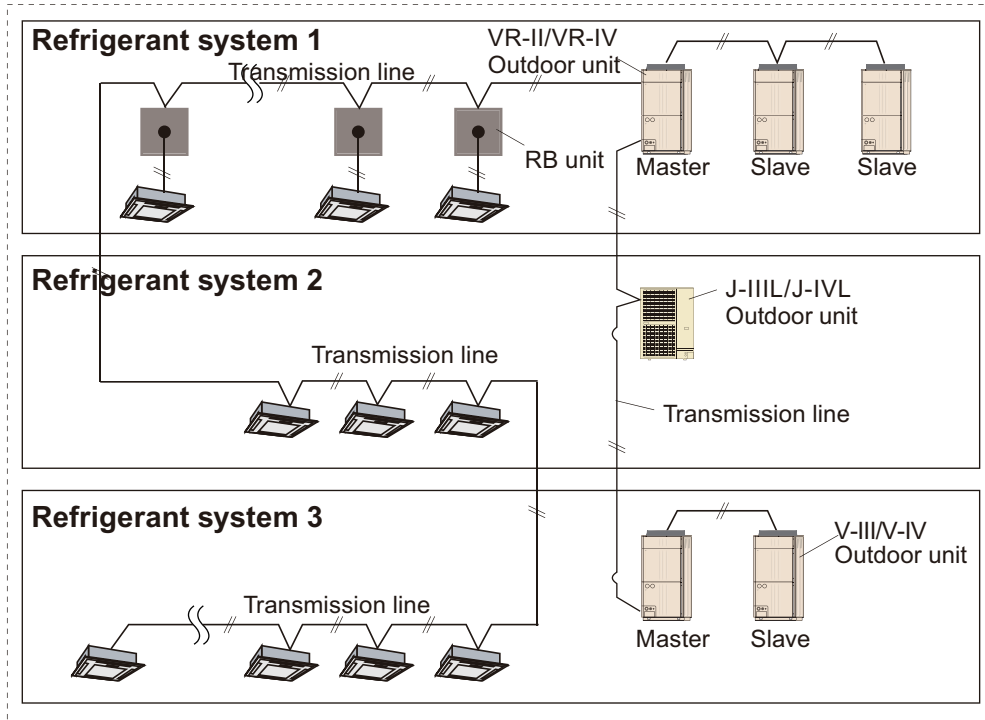 Refrigerant system 1
Transmission line
VR-II/VR-IV
Outdoor unit
RB unit
Master
Slave
Slave
Refrigerant system 2
Transmission line
J-IIIL/J-IVL
Outdoor unit
Transmission line
Refrigerant system 3
Transmission line
V-III/V-IV
Outdoor unit
Master
Slave